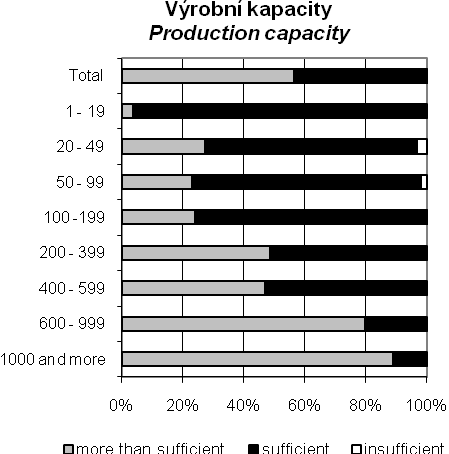 Výrobní kapacity
Production capacity
Total
1 - 19
20 - 49
50 - 99
100 -199
200 - 399
400 - 599
600 - 999
1000 and more
0% 20% 40% 60% 80% 100%
more than sufficient sufficient insufficient